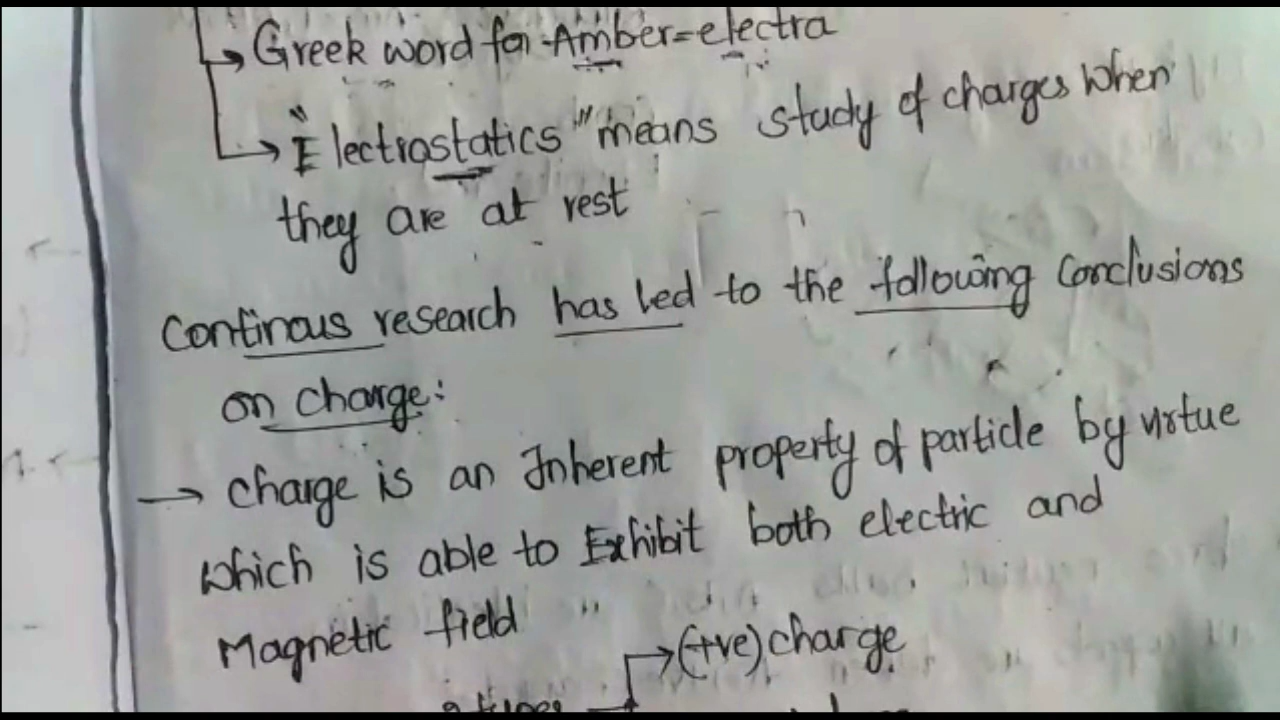 → Greek word for Amber = electra
→ "Electrostatics" means study of charges when
they are at rest
Continous research has led to the following Conclusions
on charge:
→ Charge is an Inherent property of particle by virtue
which is able to Exhibit both electric and
Magnetic field
→ (+ve) charge
2 types